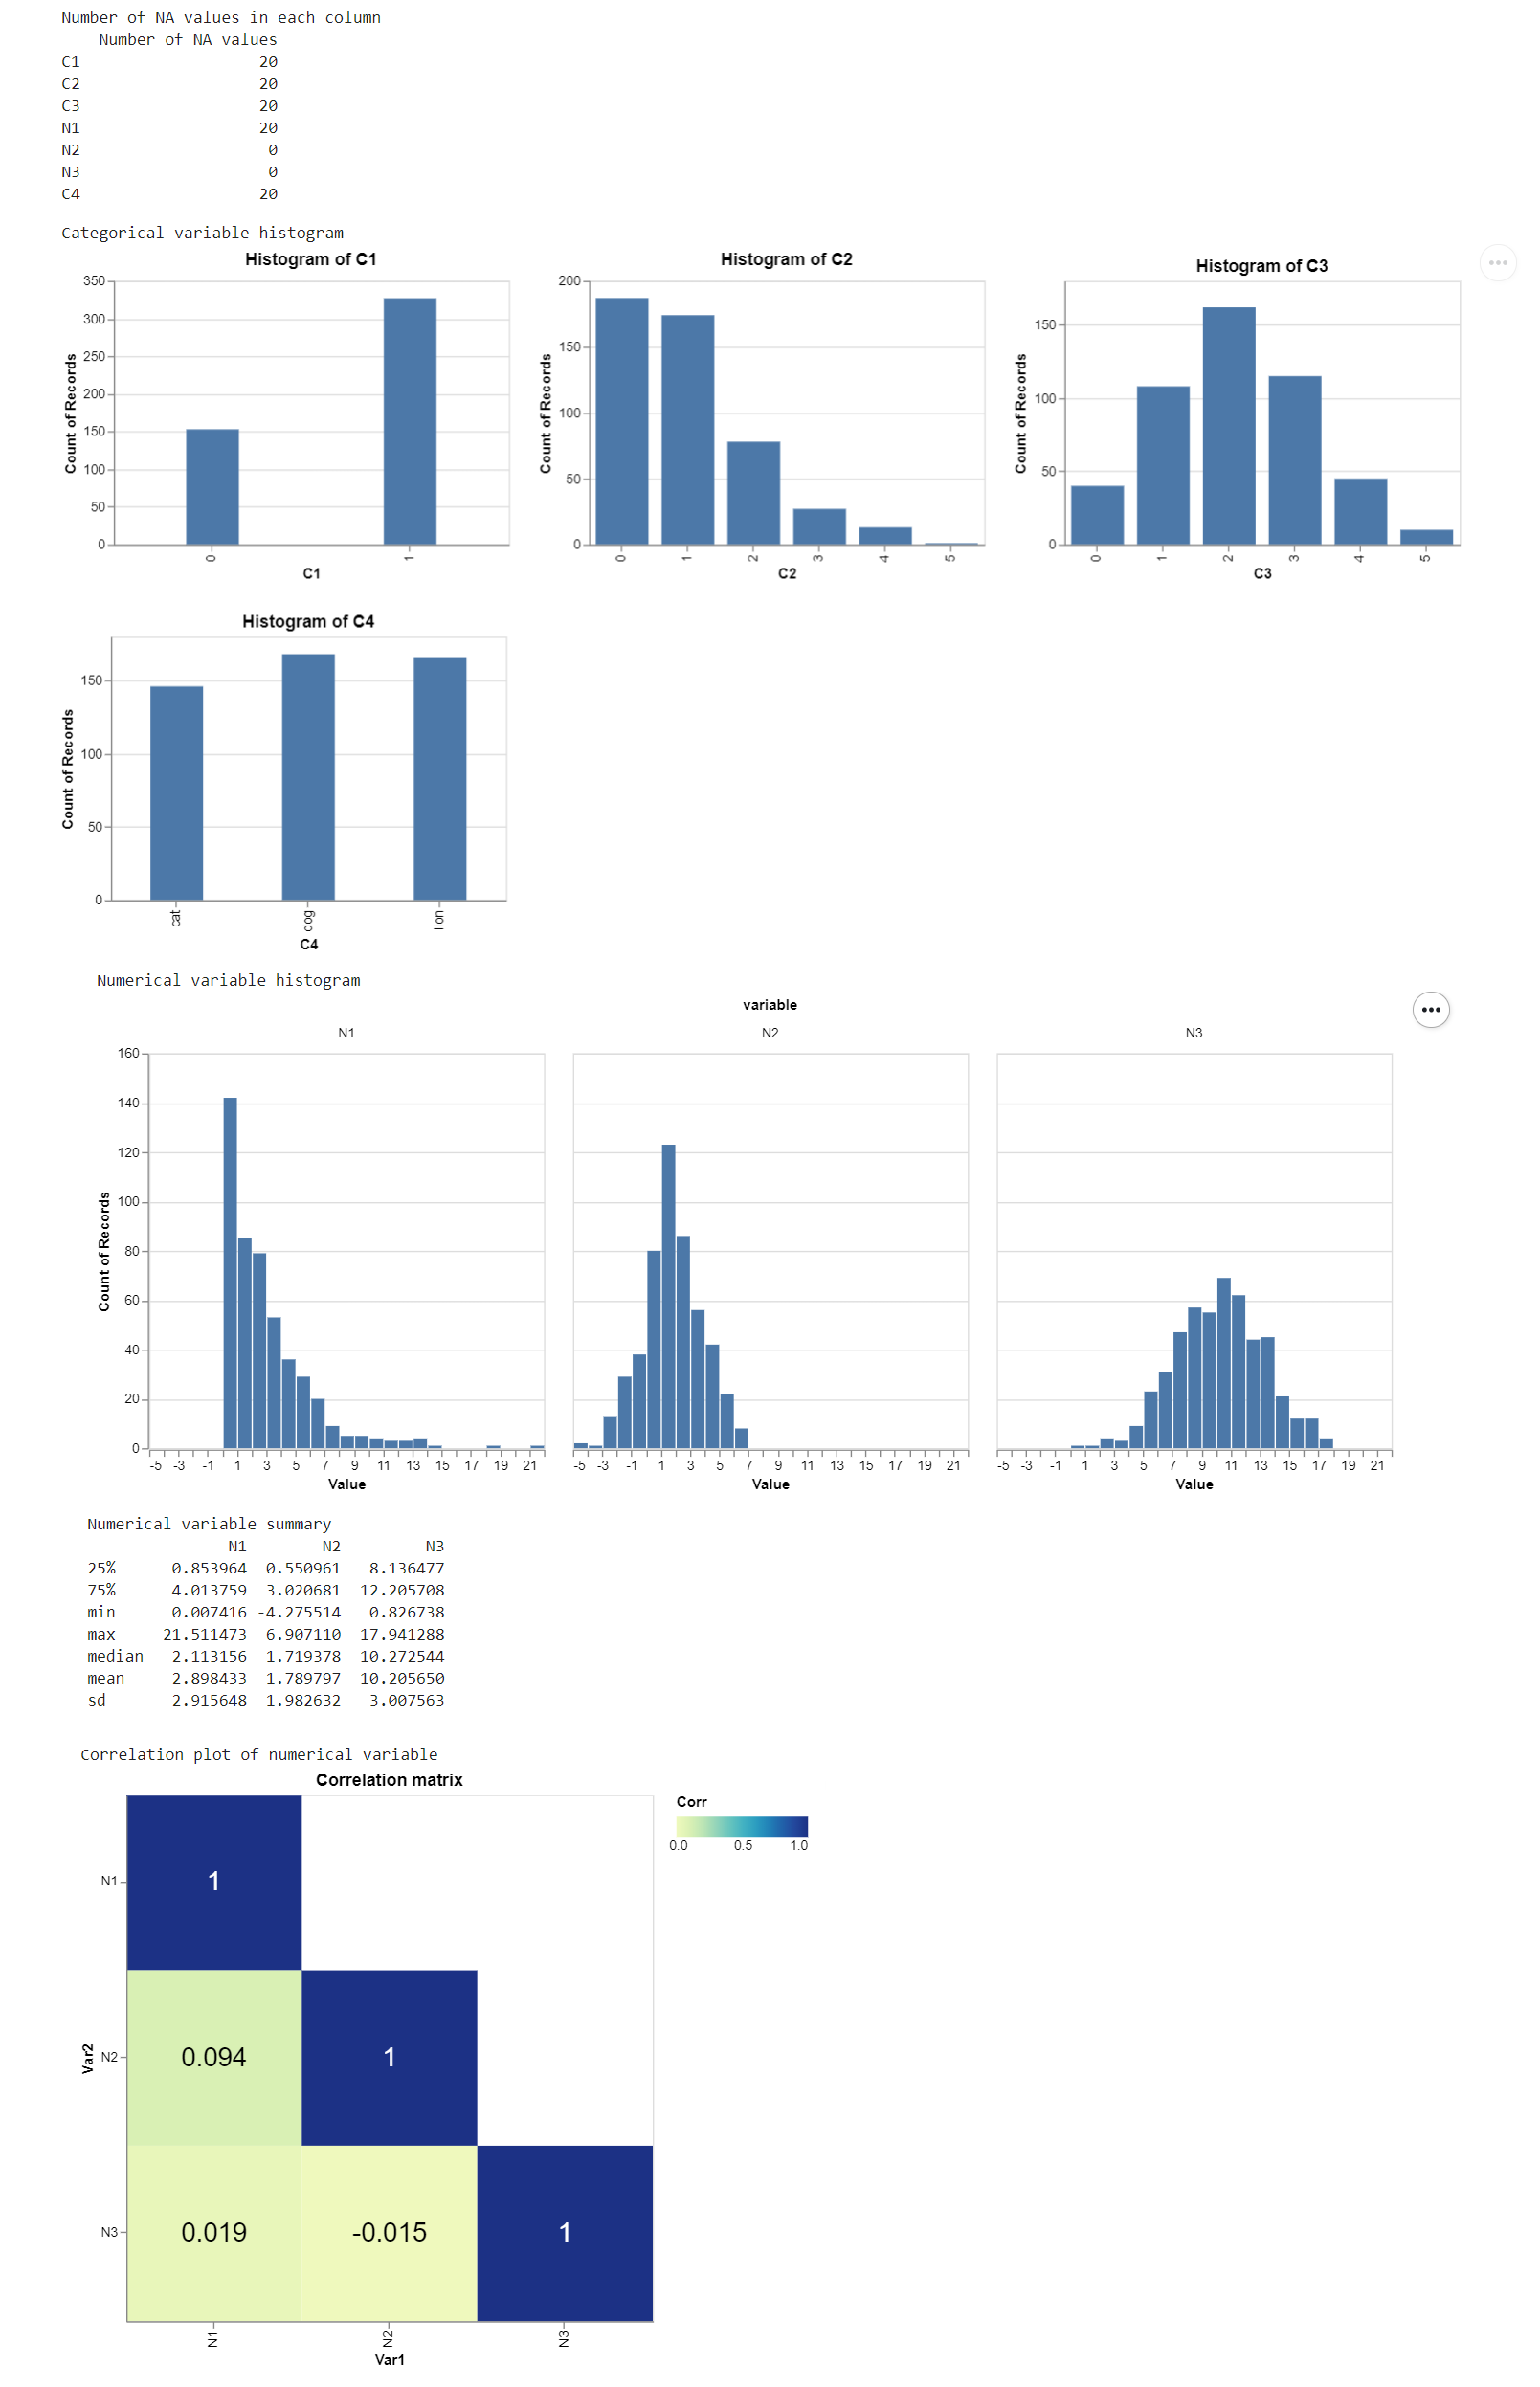 Number of NA values in each column
Number of NA values
C1 20
C2 20
C3 20
N1 20
N2 0
N3 0
C4 20
Categorical variable histogram
Histogram of C1
350
300
250
200
150
100
50
0
Count of Records
0 1
C1
Histogram of C2
200
150
100
50
0
Count of Records
0 1 2 3 4 5
C2
Histogram of C3
150
100
50
0
Count of Records
0 1 2 3 4 5
C3
Histogram of C4
150
100
50
0
Count of Records
cat dog lion
C4
Numerical variable histogram
variable
N1 N2 N3
160
140
120
100
80
60
40
20
0
Count of Records
-5 -3 -1 1 3 5 7 9 11 13 15 17 19 21
Value
-5 -3 -1 1 3 5 7 9 11 13 15 17 19 21
Value
-5 -3 -1 1 3 5 7 9 11 13 15 17 19 21
Value
Numerical variable summary
N1 N2 N3
25% 0.853964 0.550961 8.136477
75% 4.013759 3.020681 12.205708
min 0.007416 -4.275514 0.826738
max 21.511473 6.907110 17.941288
median 2.113156 1.719378 10.272544
mean 2.898433 1.789797 10.205650
sd 2.915648 1.982632 3.007563
Correlation plot of numerical variable
Correlation matrix
Corr
0.0 0.5 1.0
N1 1
N2 0.094 1
N3 0.019 -0.015 1
Var2
N1 N2 N3
Var1